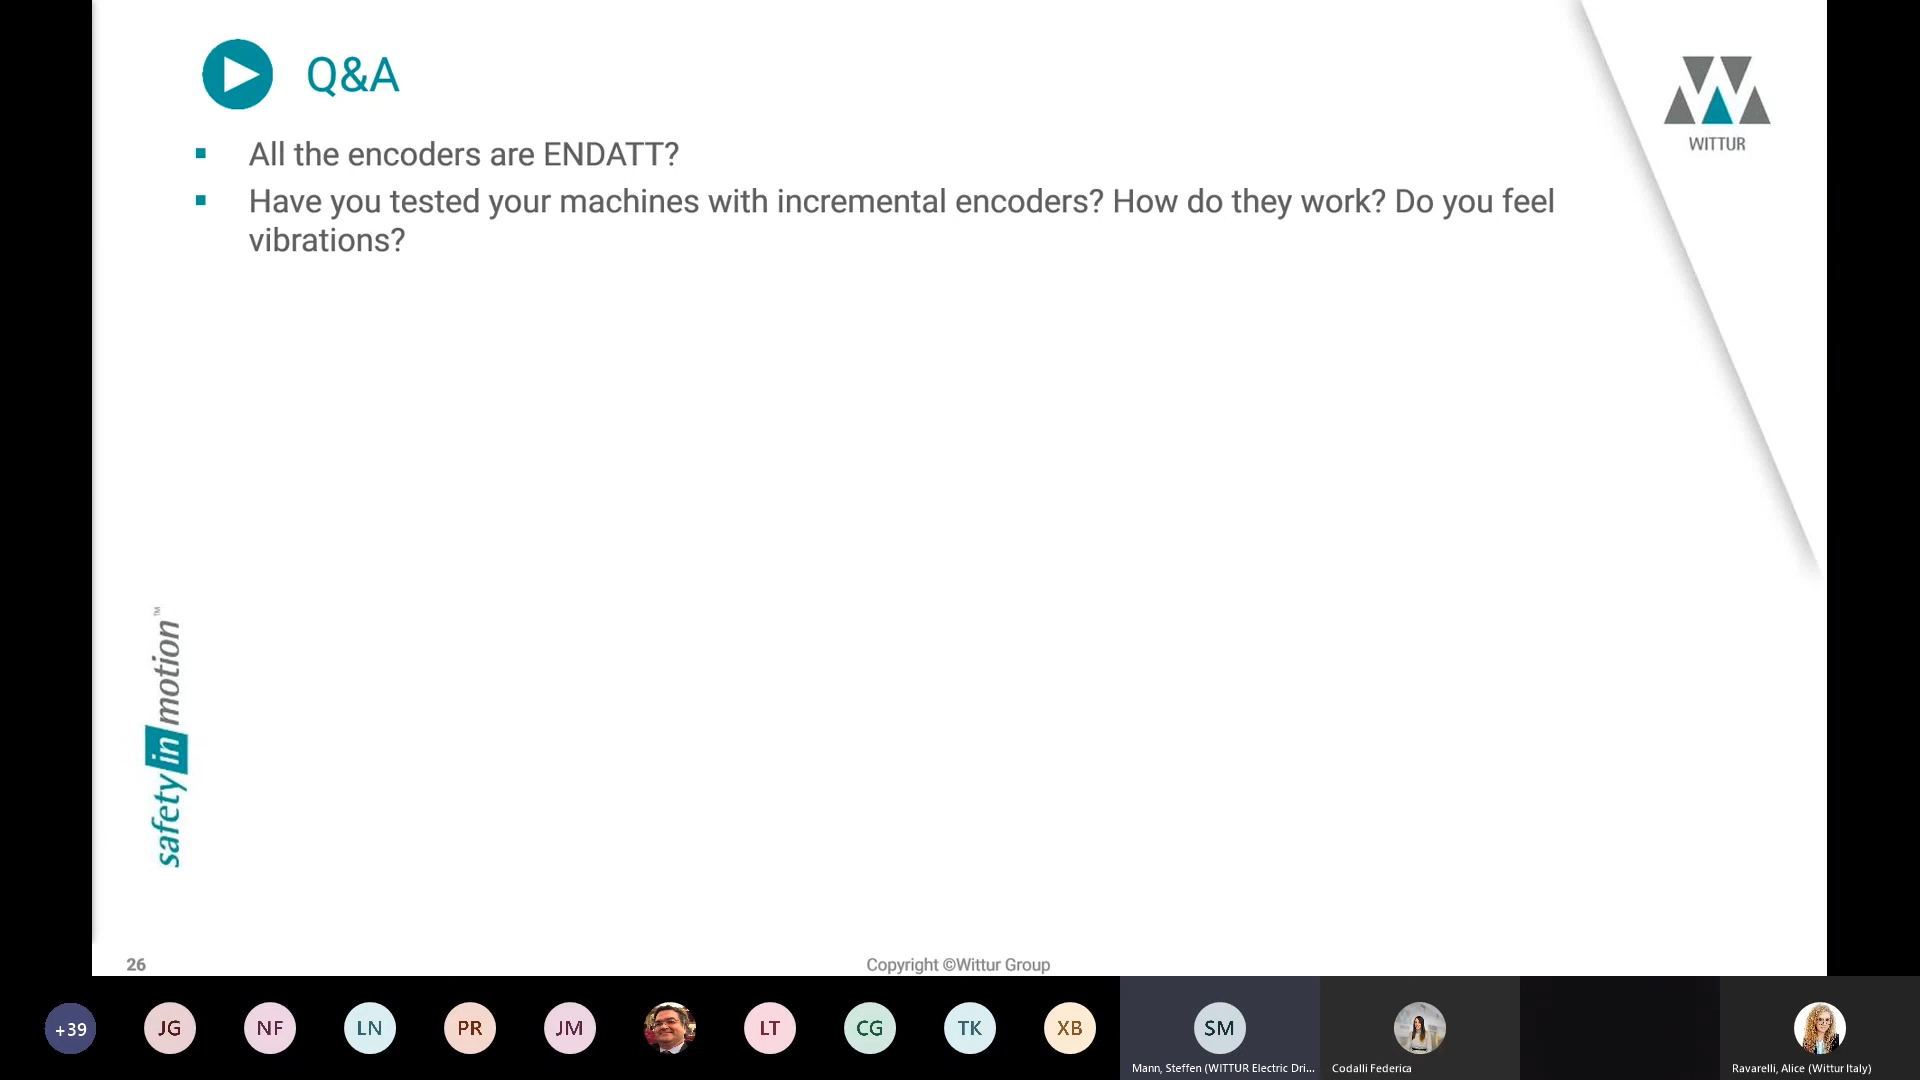 Q&A
WITTUR
All the encoders are ENDATT?
Have you tested your machines with incremental encoders? How do they work? Do you feel
vibrations?
safety in motion™
26
Copyright ©Wittur Group
+39
JG
NF
LN
PR
JM
LT
CG
TK
XB
SM
Mann, Steffen (WITTUR Electric Dri...
Codalli Federica
Ravarelli, Alice (Wittur Italy)